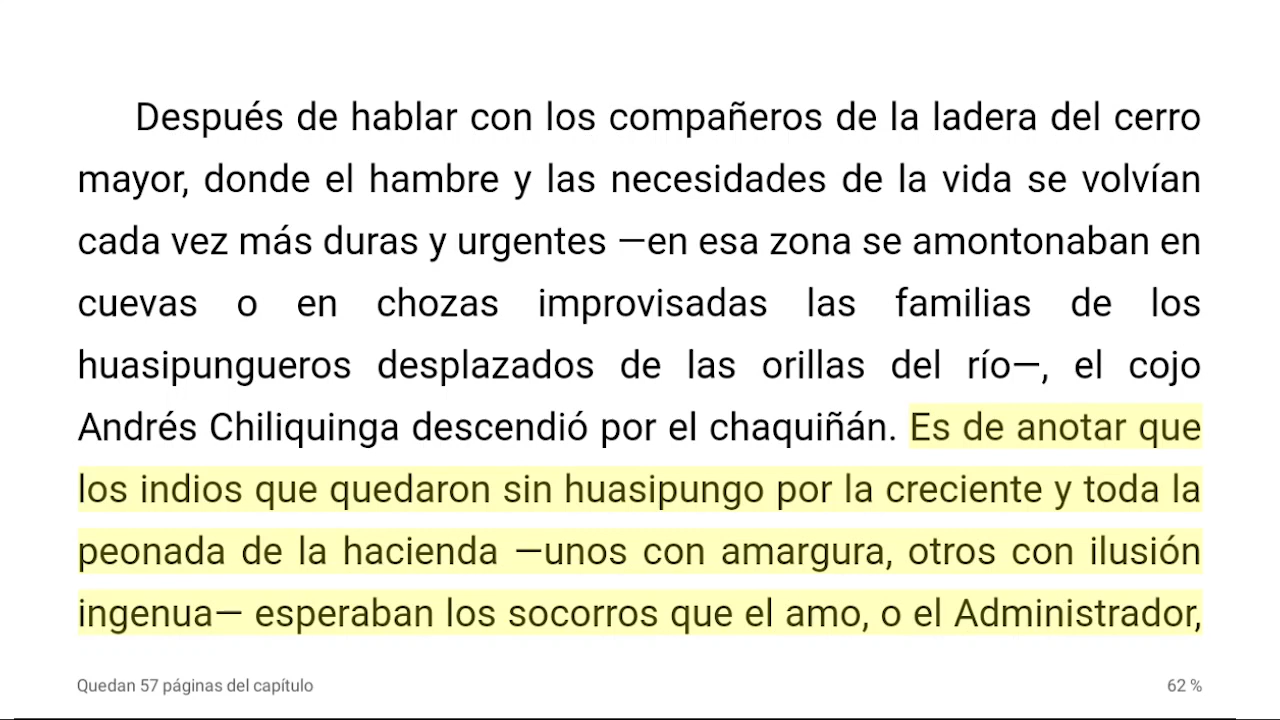 Después de hablar con los compañeros de la ladera del cerro
mayor, donde el hambre y las necesidades de la vida se volvían
cada vez más duras y urgentes —en esa zona se amontonaban en
cuevas o en chozas improvisadas las familias de los
huasipungueros desplazados de las orillas del río—, el cojo
Andrés Chiliquinga descendió por el chaquiñán. Es de anotar que
los indios que quedaron sin huasipungo por la creciente y toda la
peonada de la hacienda —unos con amargura, otros con ilusión
ingenua— esperaban los socorros que el amo, o el Administrador,
Quedan 57 páginas del capítulo
62 %